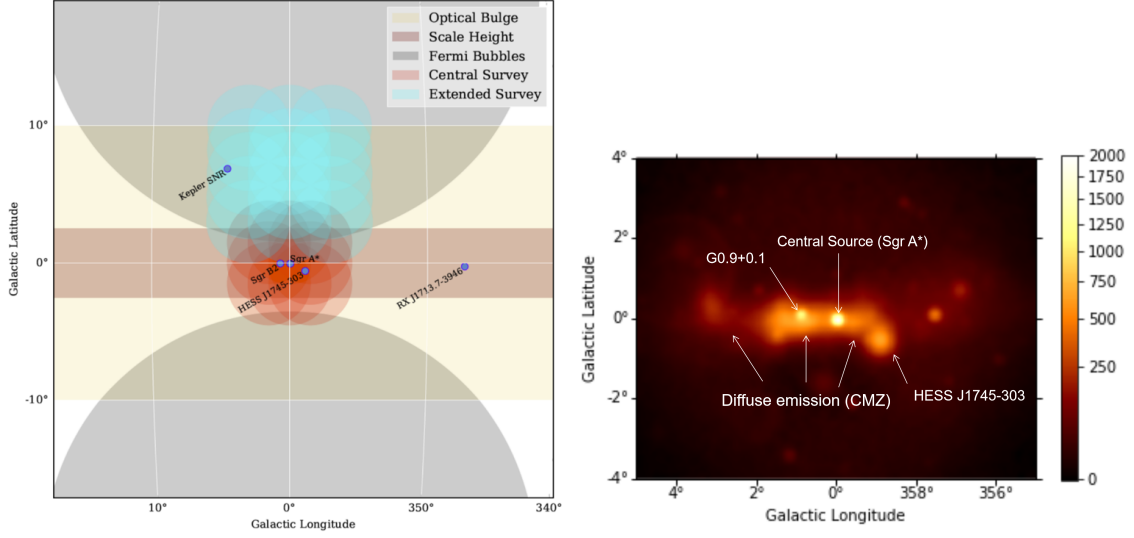 Optical Bulge
Scale Height
Fermi Bubbles
Central Survey
Extended Survey
10°
0°
-10°
Galactic Latitude
Kepler SNR
Sgr B2
Sgr A*
HESS J1745-303
RX J1713.7-3946
10°
0°
350°
340°
Galactic Longitude
4°
2°
0°
-2°
-4°
Galactic Latitude
Central Source (Sgr A*)
G0.9+0.1
Diffuse emission (CMZ)
HESS J1745-303
4°
2°
0°
358°
356°
Galactic Longitude
2000
1750
1500
1250
1000
750
500
250
0